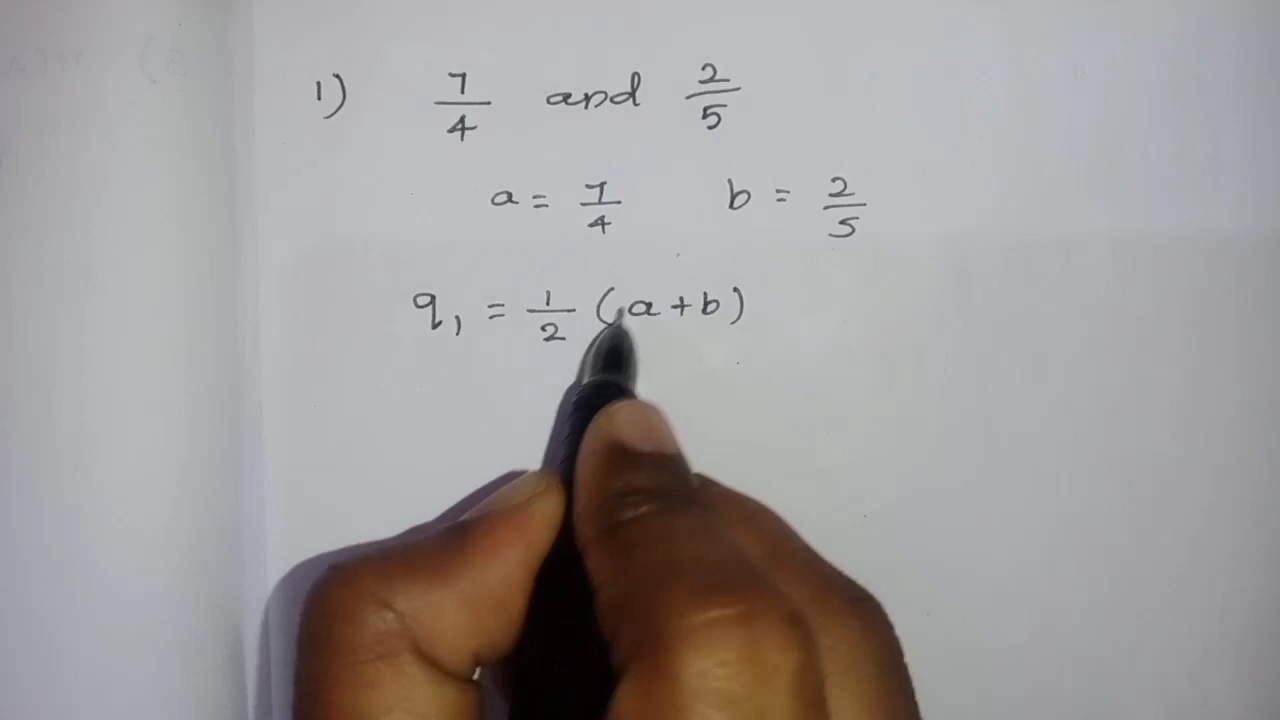 1) 7/4 and 2/5
a = 7/4 b = 2/5
q₁ = 1/2 (a + b)